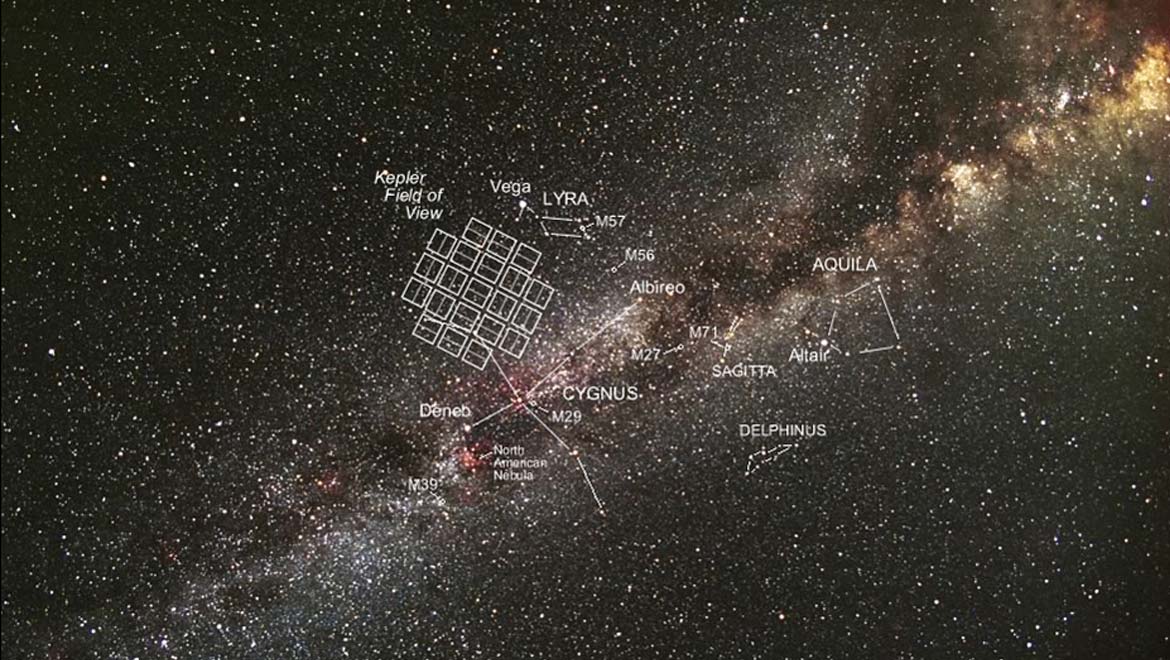 Kepler
Field of
View
Vega
LYRA
M57
M56
Albireo
AQUILA
M71
M27
Altair
SAGITTA
CYGNUS
Deneb
M29
DELPHINUS
North
American
Nebula
M39